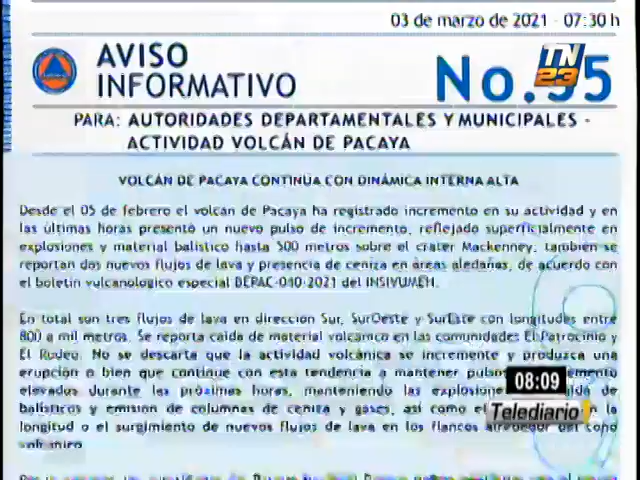 03 de marzo de 2021 - 07:30 h
AVISO
INFORMATIVO
TN
23
PARA: AUTORIDADES DEPARTAMENTALES Y MUNICIPALES -
ACTIVIDAD VOLCÁN DE PACAYA
VOLCÁN DE PACAYA CONTINÚA CON DINÁMICA INTERNA ALTA
Desde el 05 de febrero el volcán de Pacaya ha registrado incremento en su actividad y en
las últimas horas presentó un nuevo pulso de incremento, reflejado superficialmente en
explosiones y material balístico hasta 500 metros sobre el cráter Mackenney, también se
reportan dos nuevos flujos de lava y presencia de ceniza en áreas aledañas, de acuerdo con
el boletín vulcanológico especial DEPAC-040-2021 del INSIVUMEH.
En total son tres flujos de lava en dirección Sur, SurOeste y SurEste con longitudes entre
800 a mil metros. Se reporta caída de material volcánico en las comunidades El Patrocinio y
El Rodeo. No se descarta que la actividad volcánica se incremente y produzca una
erupción o bien que continúe con esta tendencia a mantener
elevados durante las próximas horas, manteniendo las
balísticos y emisión de columnas de ceniza y gases, así como el
longitud o el surgimiento de nuevos flujos de lava en los flancos alrededor del cono
volcánico.
08:09
Telediario